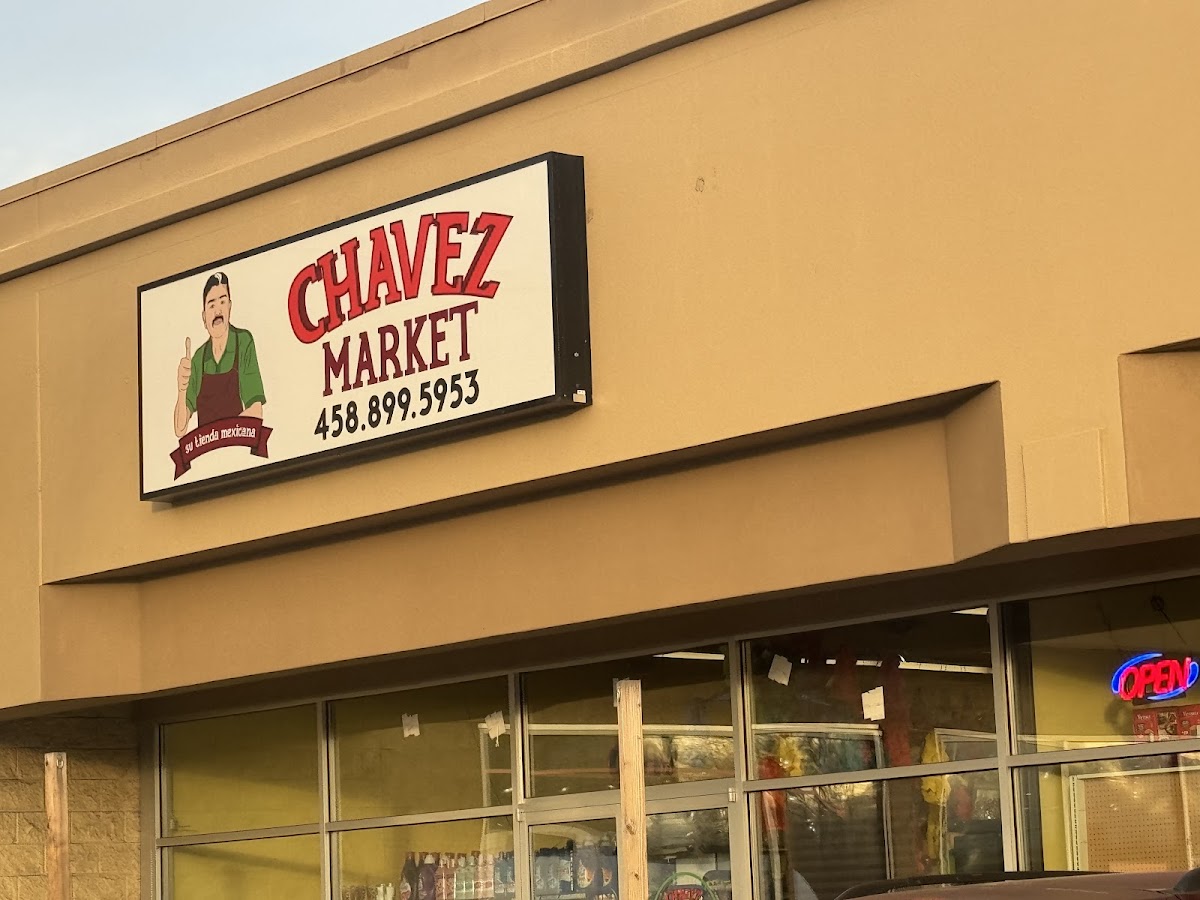 CHAVEZ
MARKET
458.899.5953
su tienda mexicana
OPEN